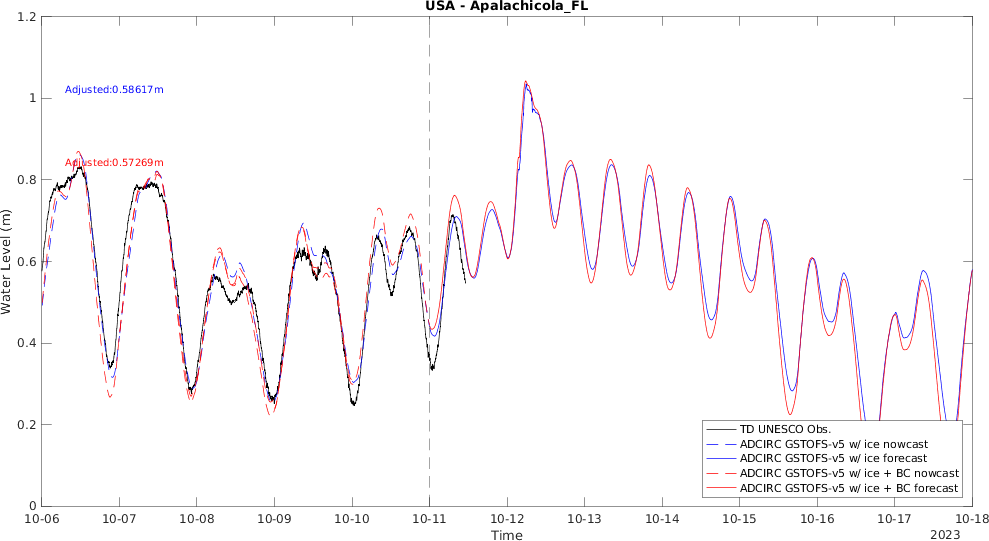 USA - Apalachicola_FL
1.2
1
0.8
0.6
0.4
0.2
0
Water Level (m)
Adjusted:0.58617m
Adjusted:0.57269m
TD UNESCO Obs.
ADCIRC GSTOFS-v5 w/ ice nowcast
ADCIRC GSTOFS-v5 w/ ice forecast
ADCIRC GSTOFS-v5 w/ ice + BC nowcast
ADCIRC GSTOFS-v5 w/ ice + BC forecast
10-06 10-07 10-08 10-09 10-10 10-11 10-12 10-13 10-14 10-15 10-16 10-17 10-18
Time
2023